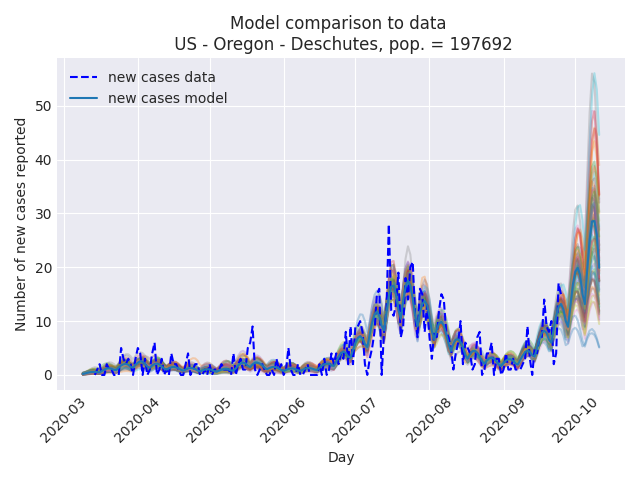 Model comparison to data
US - Oregon - Deschutes, pop. = 197692
new cases data
new cases model
Number of new cases reported
50
40
30
20
10
0
2020-03
2020-04
2020-05
2020-06
2020-07
2020-08
2020-09
2020-10
Day